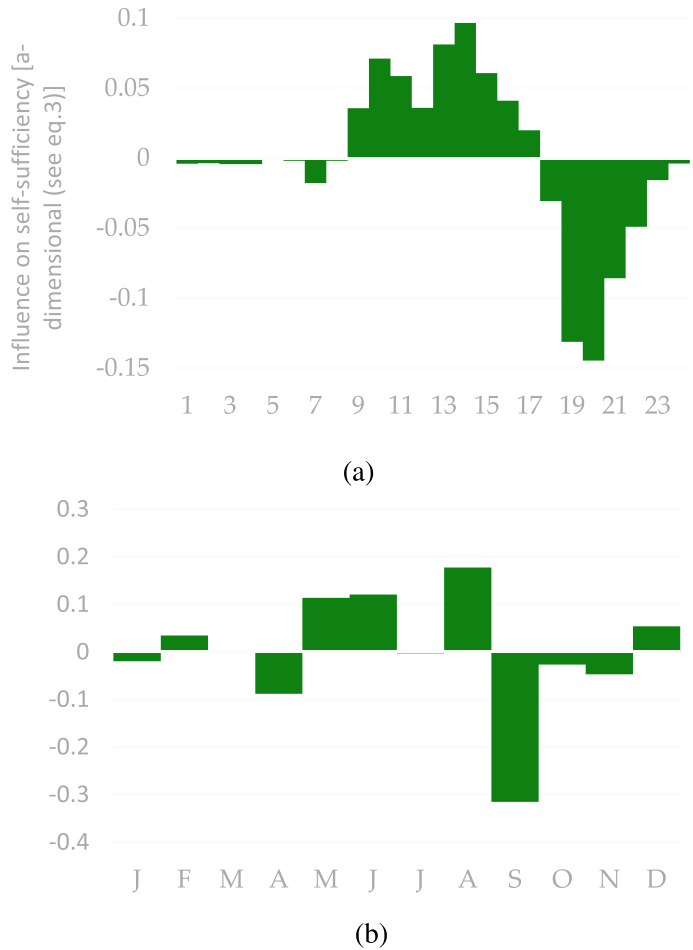 Influence on self-sufficiency [a-
dimensional (see eq.3)]
0.1
0.05
0
-0.05
-0.1
-0.15
1 3 5 7 9 11 13 15 17 19 21 23
(a)
0.3
0.2
0.1
0
-0.1
-0.2
-0.3
-0.4
J F M A M J J A S O N D
(b)